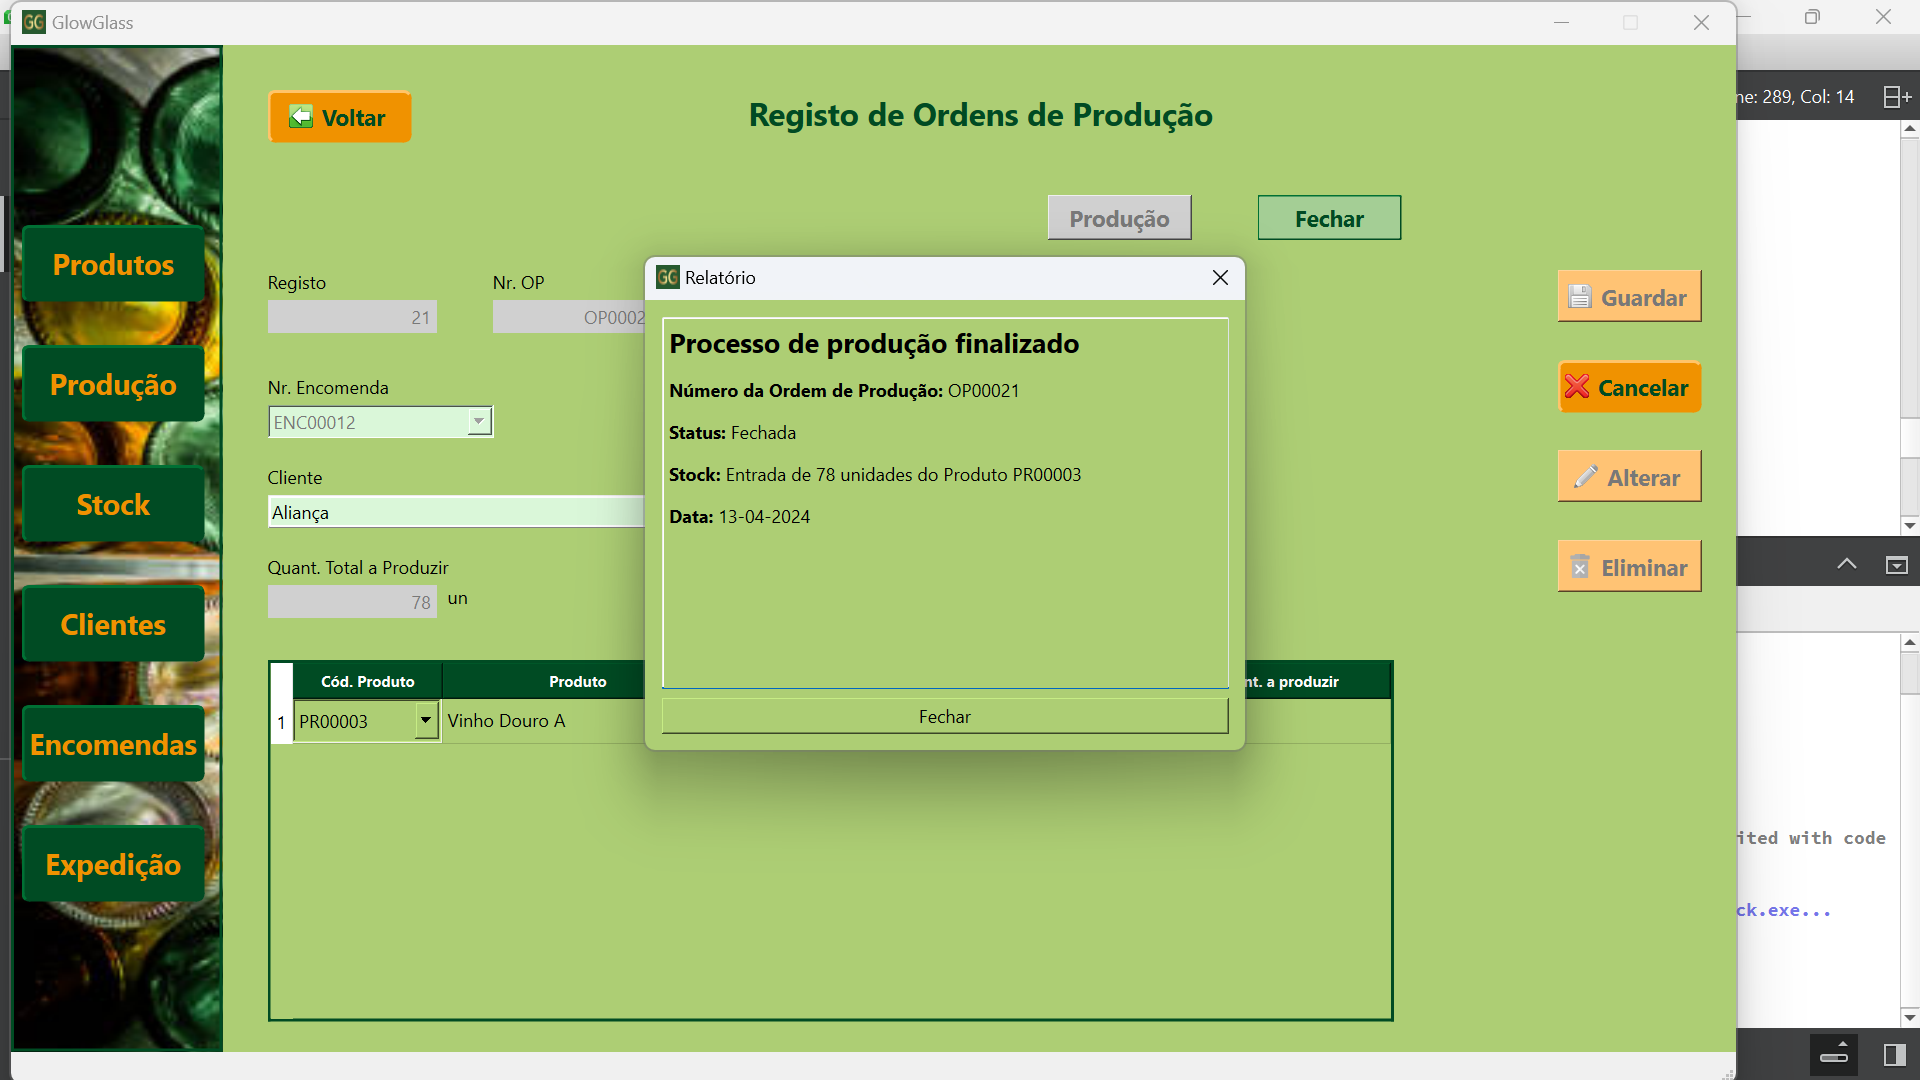 GlowGlass
Voltar
Registo de Ordens de Produção
Line: 289, Col: 14
Produção
Fechar
Produtos
Produção
Stock
Clientes
Encomendas
Expedição
Registo
21
Nr. OP
OP0002
Nr. Encomenda
ENC00012
Cliente
Aliança
Quant. Total a Produzir
78
un
Guardar
Cancelar
Alterar
Eliminar
Relatório
Processo de produção finalizado
Número da Ordem de Produção: OP00021
Status: Fechada
Stock: Entrada de 78 unidades do Produto PR00003
Data: 13-04-2024
Fechar
Cód. Produto
Produto
nt. a produzir
1
PR00003
Vinho Douro A
ited with code
ck.exe...